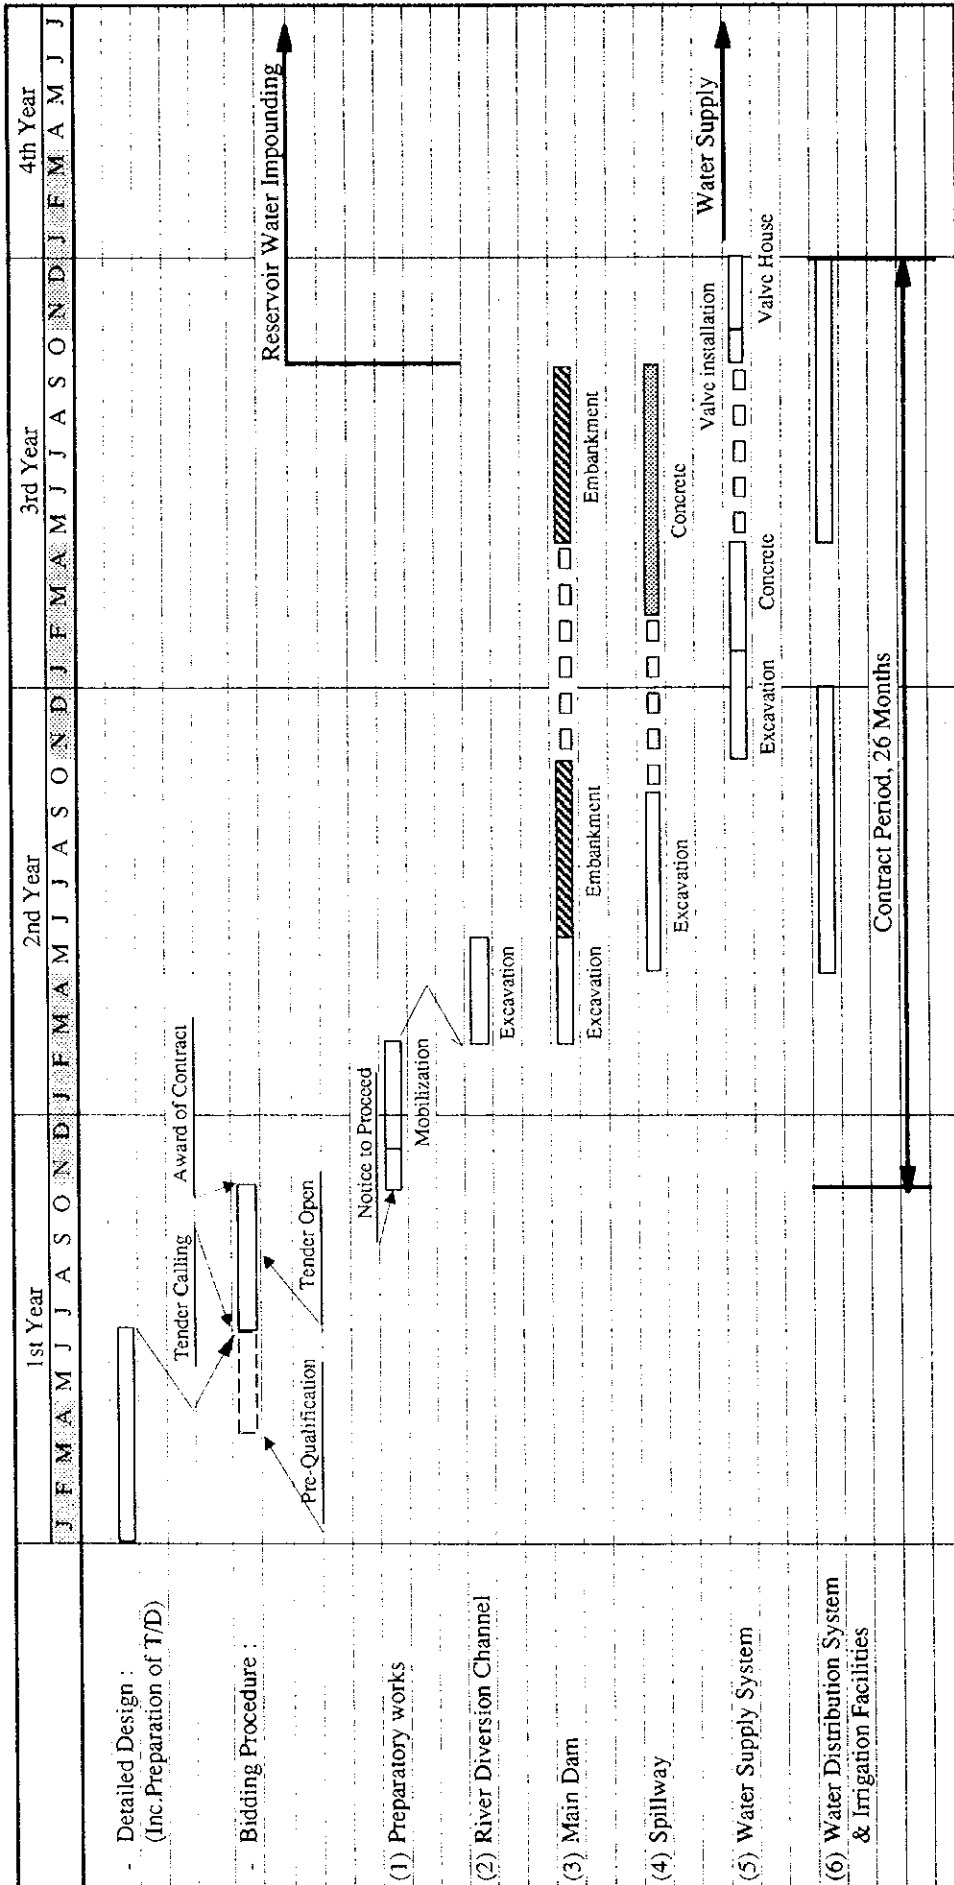 1st Year
2nd Year
3rd Year
4th Year
J F M A M J J A S O N D J F M A M J J A S O N D J F M A M J J A S O N D J F M A M J J
- Detailed Design :
(Inc.Preparation of T/D)
Tender Calling
Award of Contract
- Bidding Procedure :
Pre-Qualification
Tender Open
Reservoir Water Impounding
Notice to Proceed
(1) Preparatory works
Mobilization
(2) River Diversion Channel
Excavation
(3) Main Dam
Excavation
Embankment
Embankment
(4) Spillway
Excavation
Concrete
Valve installation
Water Supply
(5) Water Supply System
Excavation
Concrete
Valve House
(6) Water Distribution System
& Irrigation Facilities
Contract Period, 26 Months